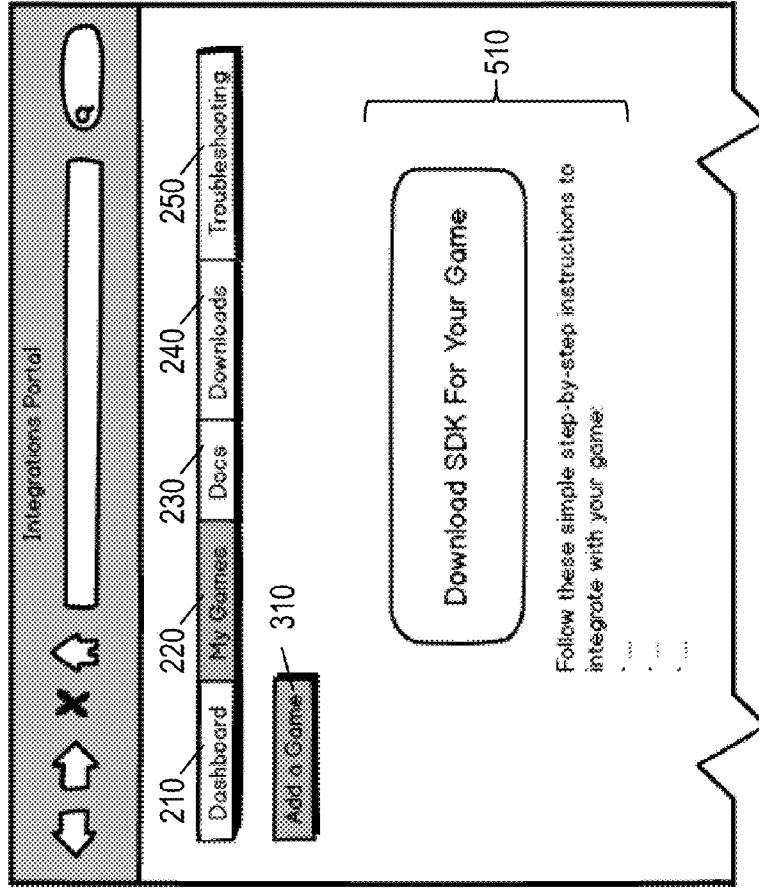 Integrations Portal
210 220 230 240 250
Dashboard My Games Docs Downloads Troubleshooting
310
Add a Game
Download SDK For Your Game
510
Follow these simple step-by-step instructions to
integrate with your game: